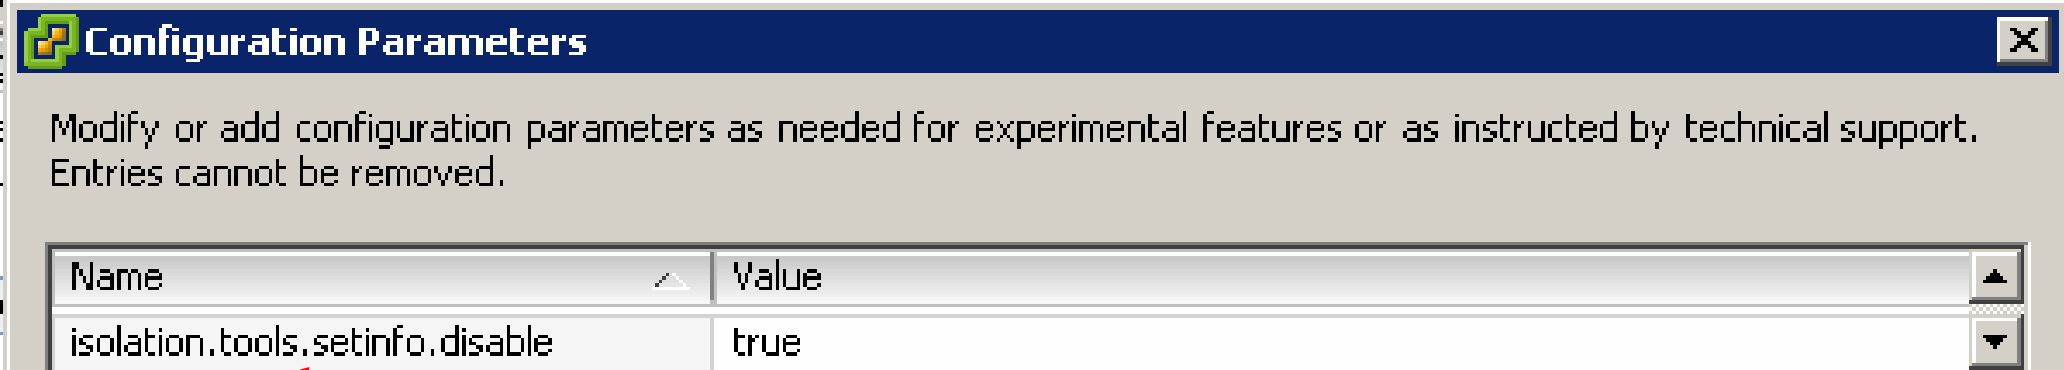 Configuration Parameters
Modify or add configuration parameters as needed for experimental features or as instructed by technical support.
Entries cannot be removed.
Name Value
isolation.tools.setinfo.disable true